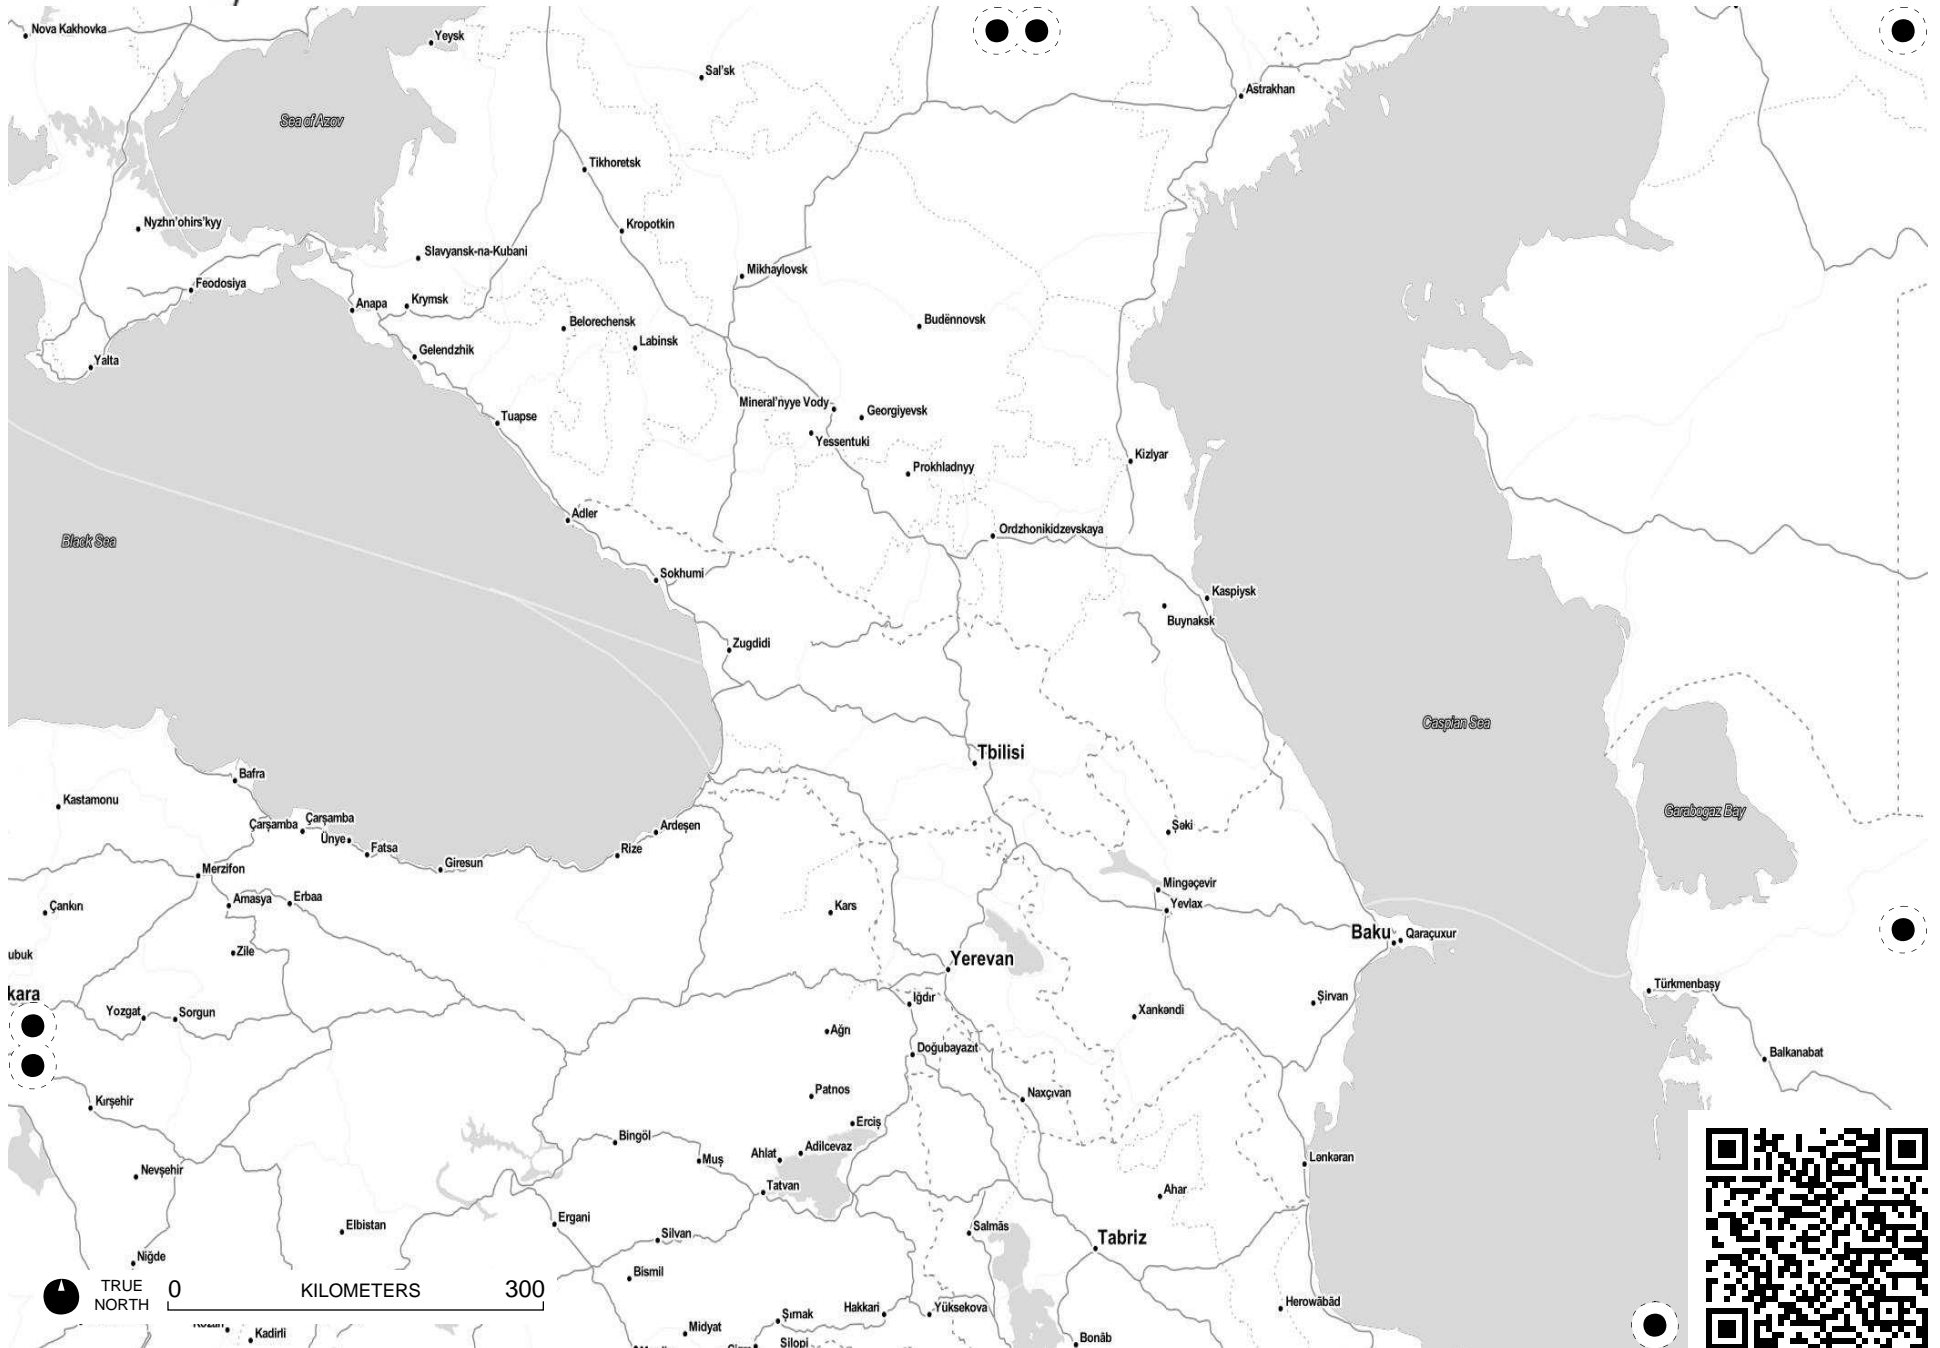 Nova Kakhovka
Yeysk
Sal'sk
Astrakhan
Sea of Azov
Tikhoretsk
Nyzhn'ohirs'kyy
Kropotkin
Slavyansk-na-Kubani
Mikhaylovsk
Feodosiya
Anapa
Krymsk
Belorechensk
Budënnovsk
Labinsk
Gelendzhik
Yalta
Mineral'nyye Vody
Georgiyevsk
Tuapse
Yessentuki
Kizlyar
Prokhladnyy
Adler
Ordzhonikidzevskaya
Black Sea
Sokhumi
Kaspiysk
Buynaksk
Zugdidi
Caspian Sea
Tbilisi
Bafra
Kastamonu
Garabogaz Bay
Çarşamba
Çarşamba
Ardeşen
Şəki
Ünye
Fatsa
Rize
Giresun
Merzifon
Mingəçevir
Amasya
Erbaa
Çankırı
Kars
Yevlax
Baku
Qaraçuxur
Zile
ubuk
Yerevan
Türkmenbaşy
kara
Iğdır
Şirvan
Yozgat
Sorgun
Xankəndi
Ağrı
Doğubayazıt
Balkanabat
Patnos
Naxçıvan
Kırşehir
Erciş
Bingöl
Adilcevaz
Ahlat
Muş
Lənkəran
Nevşehir
Tatvan
Ahar
Ergani
Elbistan
Salmās
Silvan
Tabriz
Niğde
Bismil
TRUE
NORTH
0 KILOMETERS 300
Herowābād
Hakkari
Yüksekova
Şırnak
Midyat
Kadirli
Bonāb
Silopi